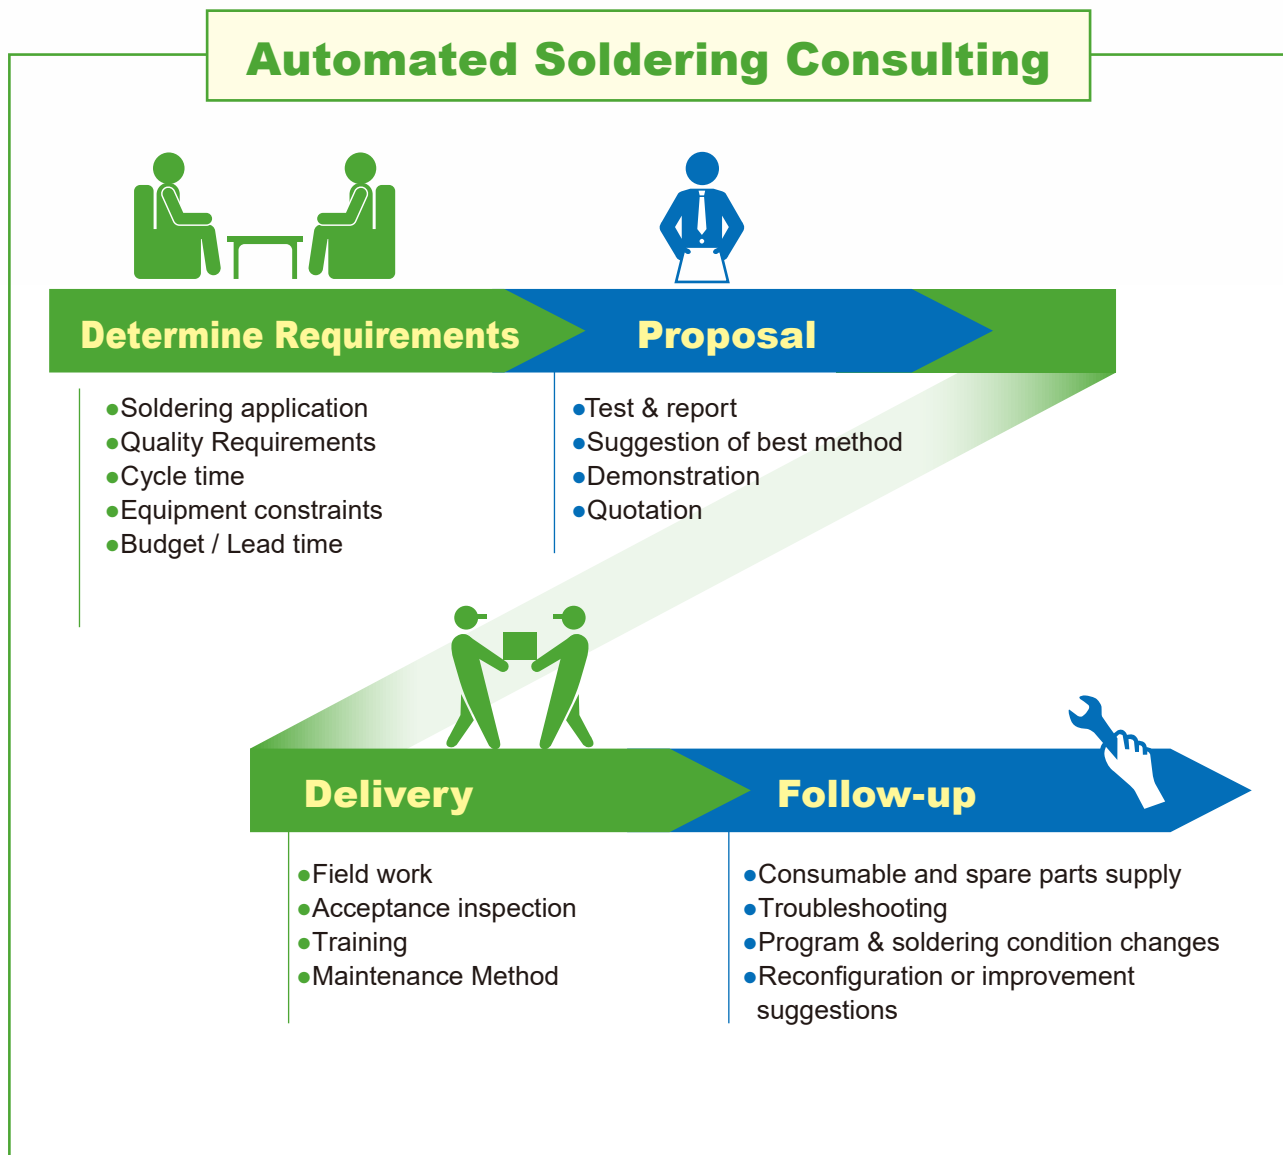 Automated Soldering Consulting
Determine Requirements
●Soldering application
●Quality Requirements
●Cycle time
●Equipment constraints
●Budget / Lead time
Proposal
●Test & report
●Suggestion of best method
●Demonstration
●Quotation
Delivery
●Field work
●Acceptance inspection
●Training
●Maintenance Method
Follow-up
●Consumable and spare parts supply
●Troubleshooting
●Program & soldering condition changes
●Reconfiguration or improvement
suggestions